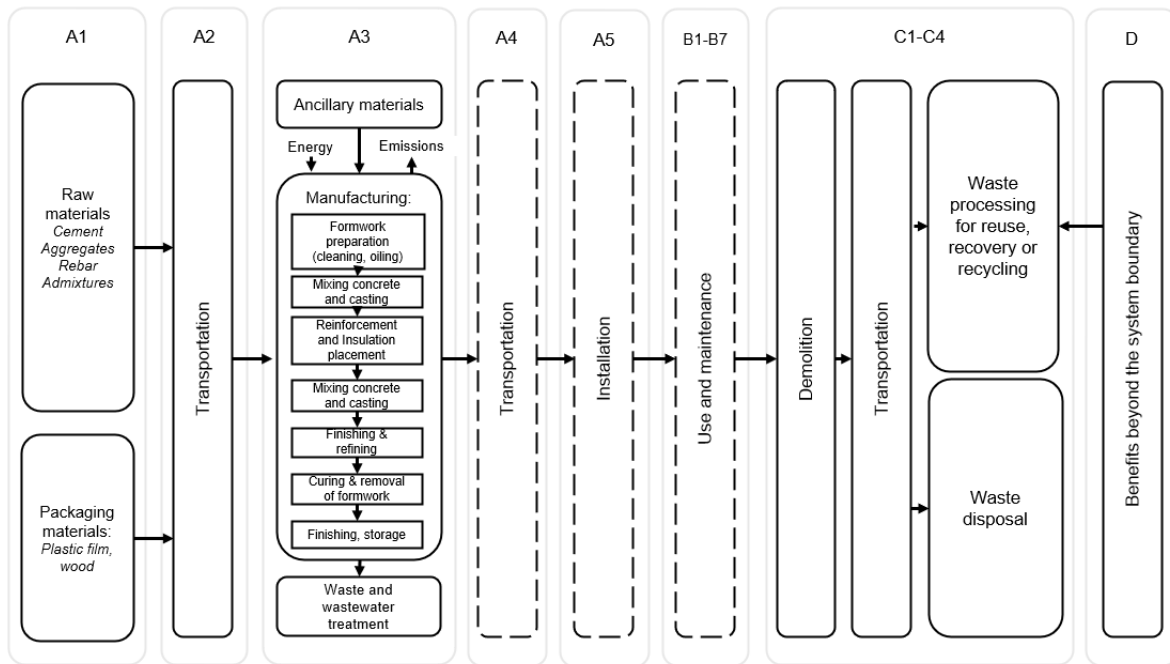 A1
A2
A3
A4
A5
B1-B7
C1-C4
D
Raw
materials
Cement
Aggregates
Rebar
Admixtures
Packaging
materials:
Plastic film,
wood
Transportation
Ancillary materials
Energy
Emissions
Manufacturing:
Formwork
preparation
(cleaning, oiling)
Mixing concrete
and casting
Reinforcement
and Insulation
placement
Mixing concrete
and casting
Finishing &
refining
Curing & removal
of formwork
Finishing, storage
Waste and
wastewater
treatment
Transportation
Installation
Use and maintenance
Demolition
Transportation
Waste
processing
for reuse,
recovery or
recycling
Waste
disposal
Benefits beyond the system boundary